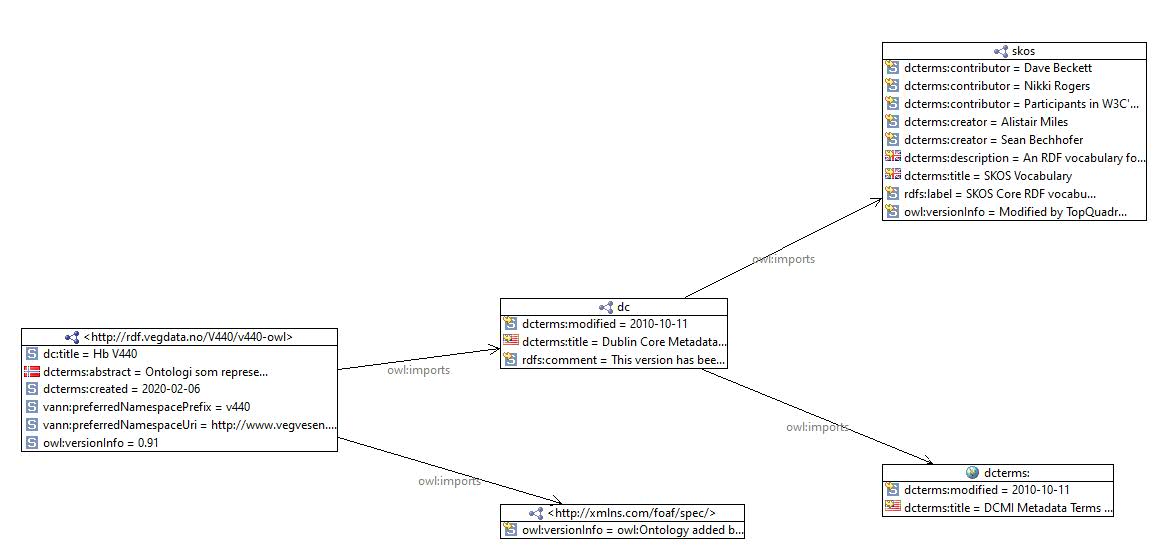 skos
dcterms:contributor = Dave Beckett
dcterms:contributor = Nikki Rogers
dcterms:contributor = Participants in W3C'...
dcterms:creator = Alistair Miles
dcterms:creator = Sean Bechhofer
dcterms:description = An RDF vocabulary fo...
dcterms:title = SKOS Vocabulary
rdfs:label = SKOS Core RDF vocabu...
owl:versionInfo = Modified by TopQuadr...
owl:imports
dc
dcterms:modified = 2010-10-11
dcterms:title = Dublin Core Metadata...
rdfs:comment = This version has bee...
<http://rdf.vegdata.no/V440/v440-owl>
dc:title = Hb V440
dcterms:abstract = Ontologi som represe...
dcterms:created = 2020-02-06
vann:preferredNamespacePrefix = v440
vann:preferredNamespaceUri = http://www.vegvesen....
owl:versionInfo = 0.91
owl:imports
owl:imports
owl:imports
dcterms:
dcterms:modified = 2010-10-11
dcterms:title = DCMI Metadata Terms ...
<http://xmlns.com/foaf/spec/>
owl:versionInfo = owl:Ontology added b...